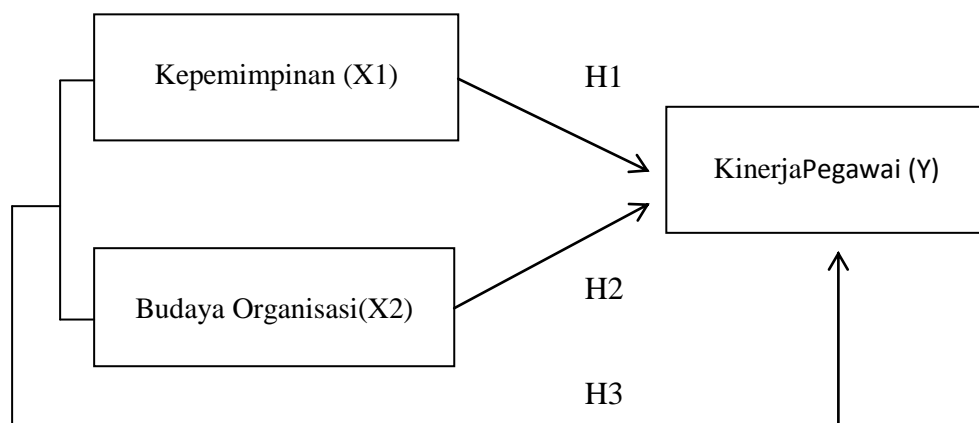 Kepemimpinan (X1)
H1
KinerjaPegawai (Y)
Budaya Organisasi(X2)
H2
H3